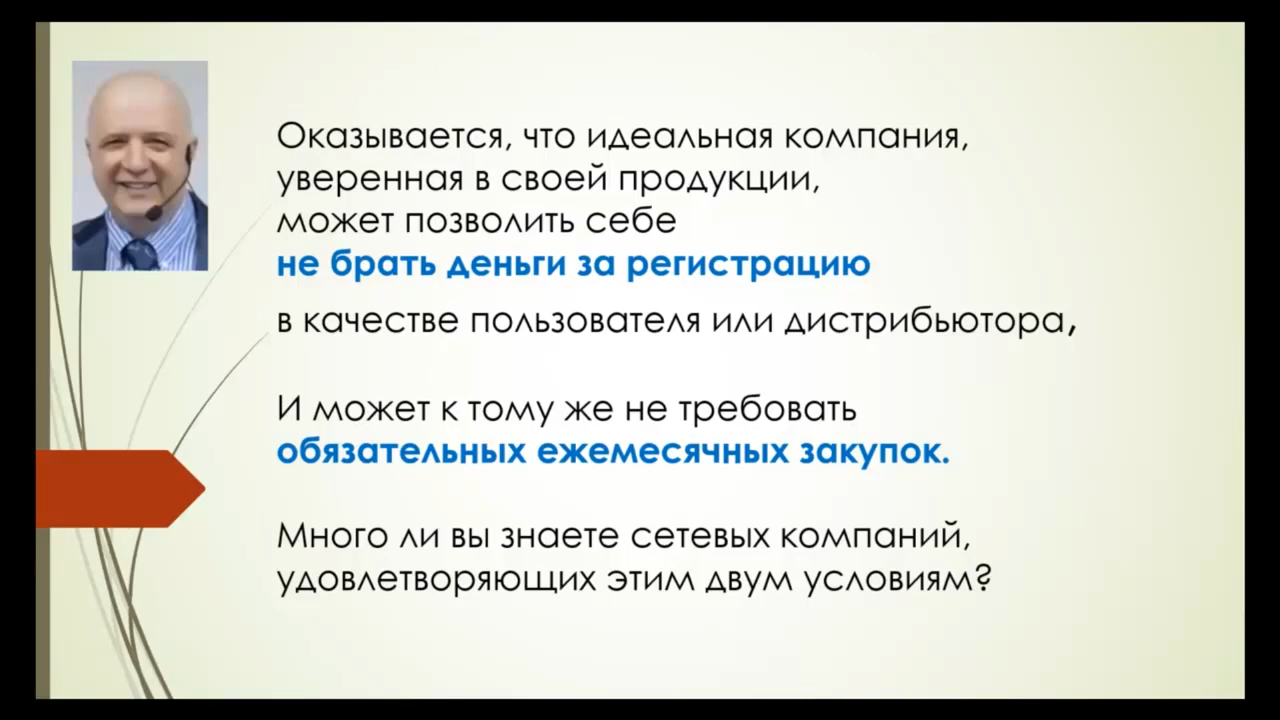 Оказывается, что идеальная компания,
уверенная в своей продукции,
может позволить себе
не брать деньги за регистрацию
в качестве пользователя или дистрибьютора,
И может к тому же не требовать
обязательных ежемесячных закупок.
Много ли вы знаете сетевых компаний,
удовлетворяющих этим двум условиям?